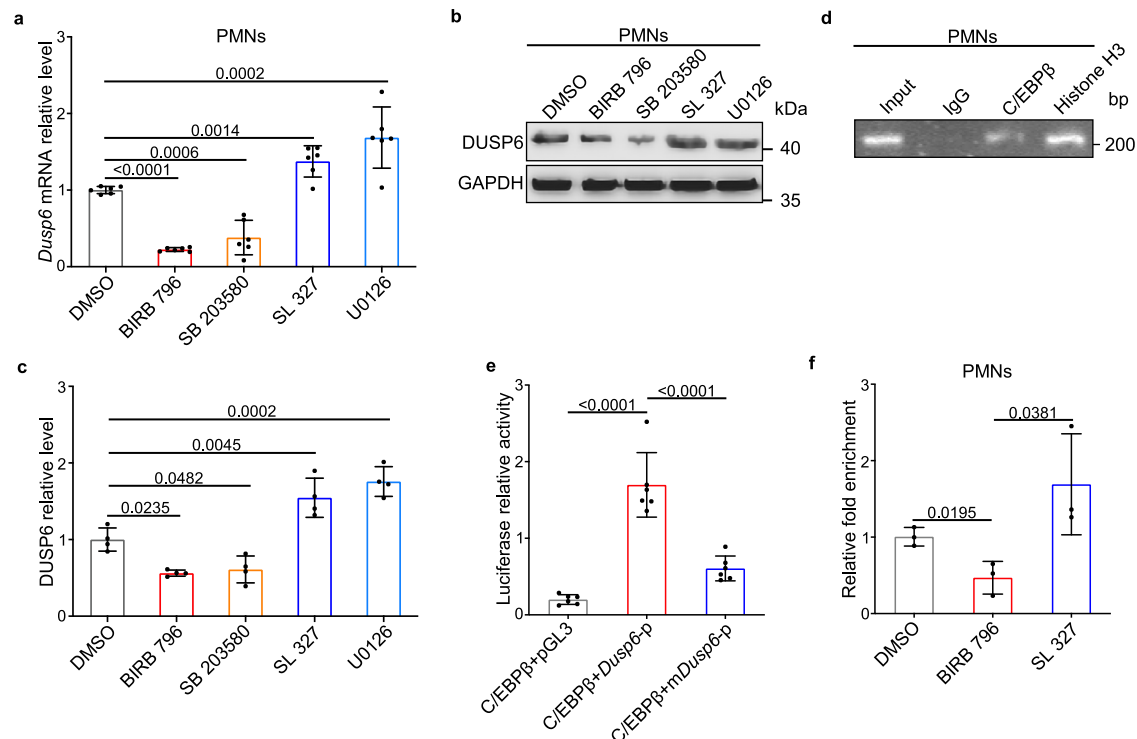 a
PMNs
Dusp6 mRNA relative level
3
2
1
0
0.0002
0.0014
0.0006
<0.0001
DMSO
BIRB 796
SB 203580
SL 327
U0126
b
PMNs
DMSO
BIRB 796
SB 203580
SL 327
U0126
kDa
DUSP6
40
GAPDH
35
d
PMNs
Input
IgG
C/EBPβ
Histone H3
bp
200
c
DUSP6 relative level
3
2
1
0
0.0002
0.0045
0.0482
0.0235
DMSO
BIRB 796
SB 203580
SL 327
U0126
e
Luciferase relative activity
3
2
1
0
<0.0001
<0.0001
C/EBPβ+pGL3
C/EBPβ+Dusp6-p
C/EBPβ+mDusp6-p
f
PMNs
Relative fold enrichment
3
2
1
0
0.0381
0.0195
DMSO
BIRB 796
SL 327